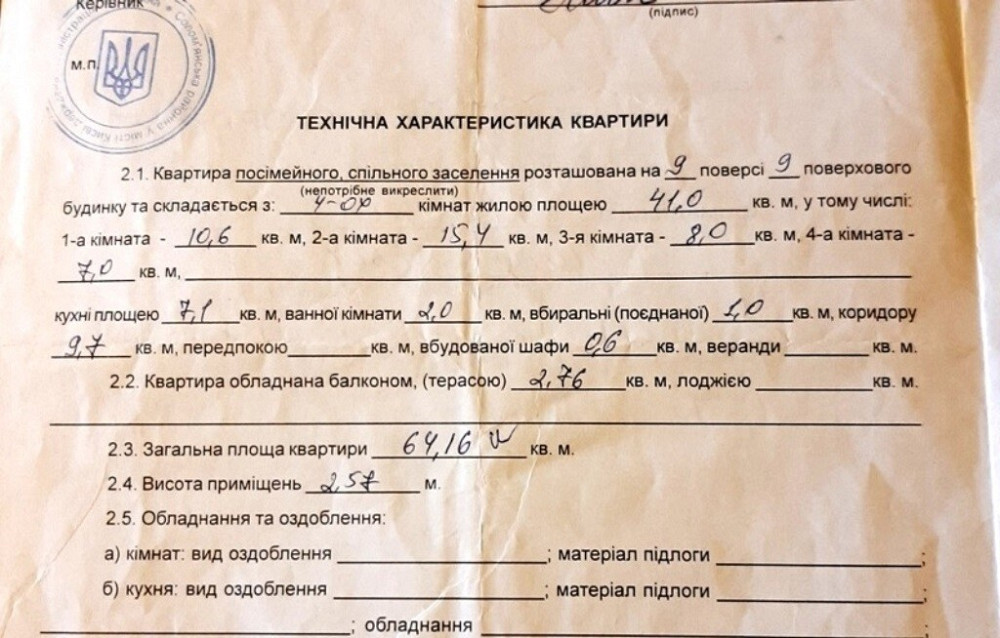 Керівник
(підпис)
м.п.
ТЕХНІЧНА ХАРАКТЕРИСТИКА КВАРТИРИ
2.1. Квартира посімейного, спільного заселення розташована на 9 поверсі 9 поверхового
(непотрібне викреслити)
будинку та складається з: 4-ох кімнат жилою площею 41,0 кв. м, у тому числі:
1-а кімната - 10,6 кв. м, 2-а кімната - 15,4 кв. м, 3-я кімната - 8,0 кв. м, 4-а кімната -
7,0 кв. м,
кухні площею 7,1 кв. м, ванної кімнати 2,0 кв. м, вбиральні (поєднаної) 1,0 кв. м, коридору
9,7 кв. м, передпокою кв. м, вбудованої шафи 0,6 кв. м, веранди кв. м.
2.2. Квартира обладнана балконом, (терасою) 2,76 кв. м, лоджією кв. м.
2.3. Загальна площа квартири 64,16 кв. м.
2.4. Висота приміщень 2,57 м.
2.5. Обладнання та оздоблення:
а) кімнат: вид оздоблення ; матеріал підлоги ;
б) кухня: вид оздоблення ; матеріал підлоги ;
; обладнання ;